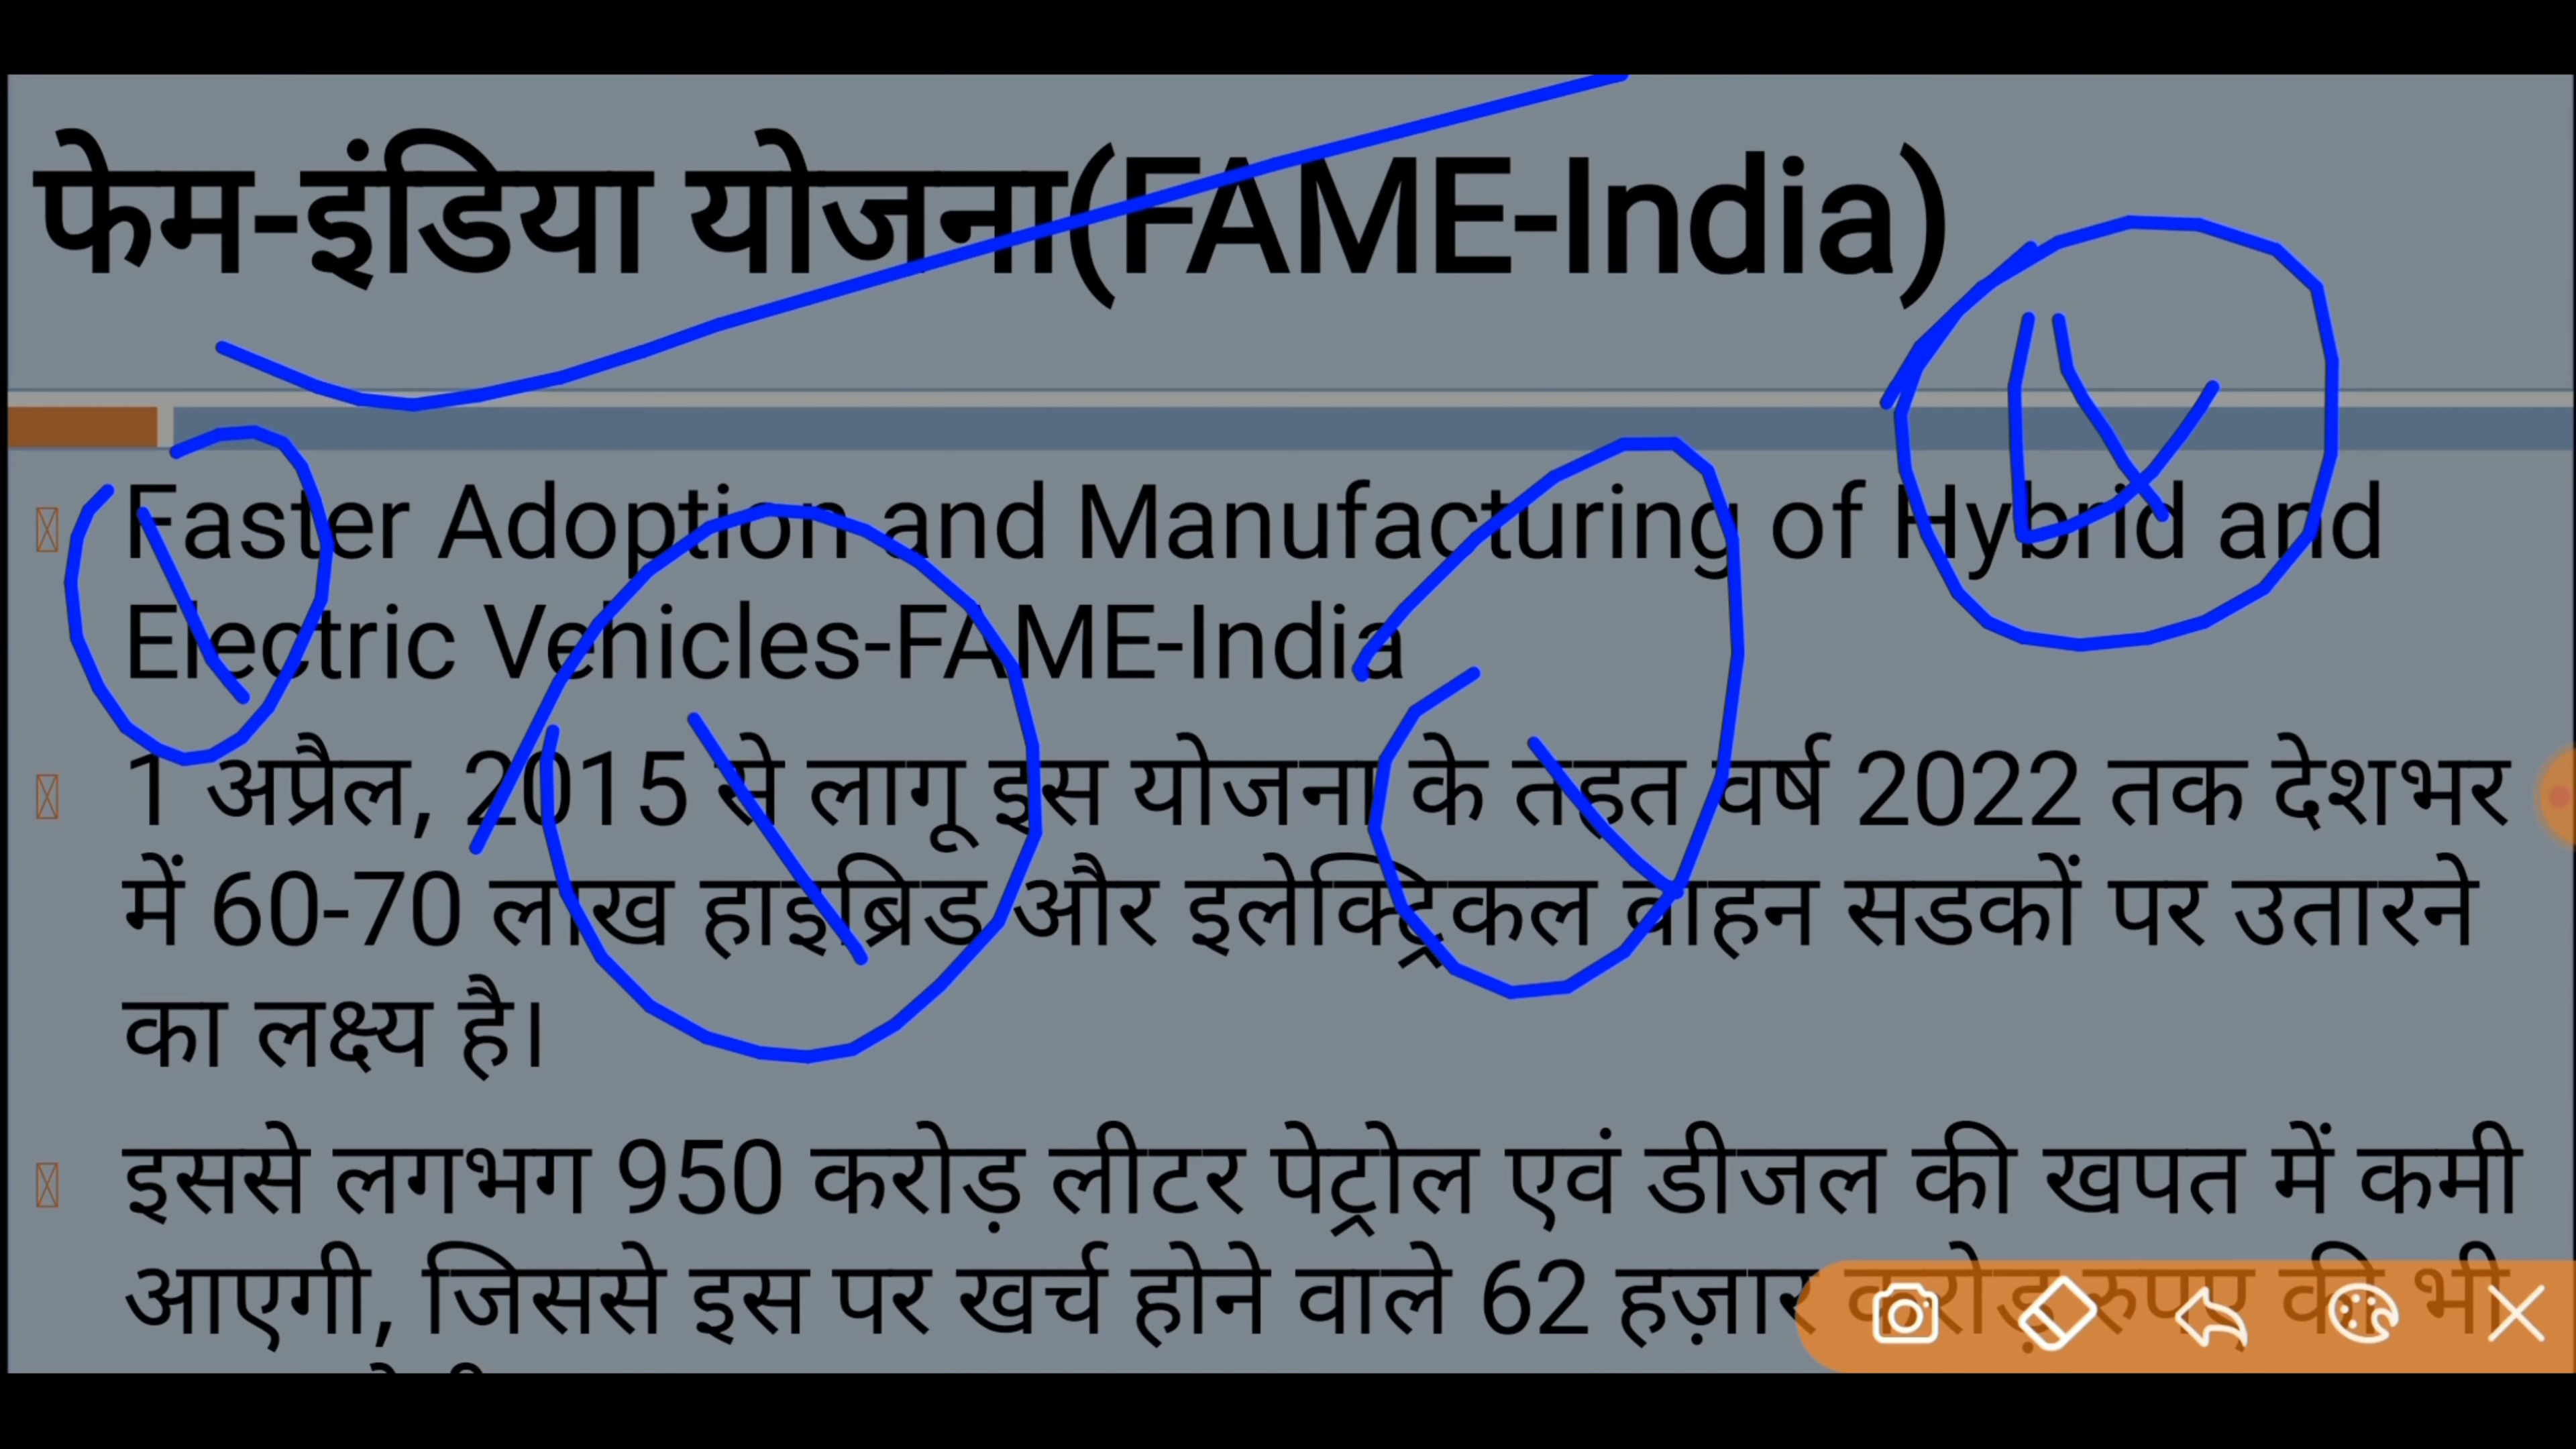 फेम-इंडिया योजना(FAME-India)
Faster Adoption and Manufacturing of Hybrid and
Electric Vehicles-FAME-India
1 अप्रैल, 2015 से लागू इस योजना के तहत वर्ष 2022 तक देशभर
में 60-70 लाख हाइब्रिड और इलेक्ट्रिकल वाहन सडकों पर उतारने
का लक्ष्य है।
इससे लगभग 950 करोड़ लीटर पेट्रोल एवं डीजल की खपत में कमी
आएगी, जिससे इस पर खर्च होने वाले 62 हज़ार करोड़ रुपए की भी